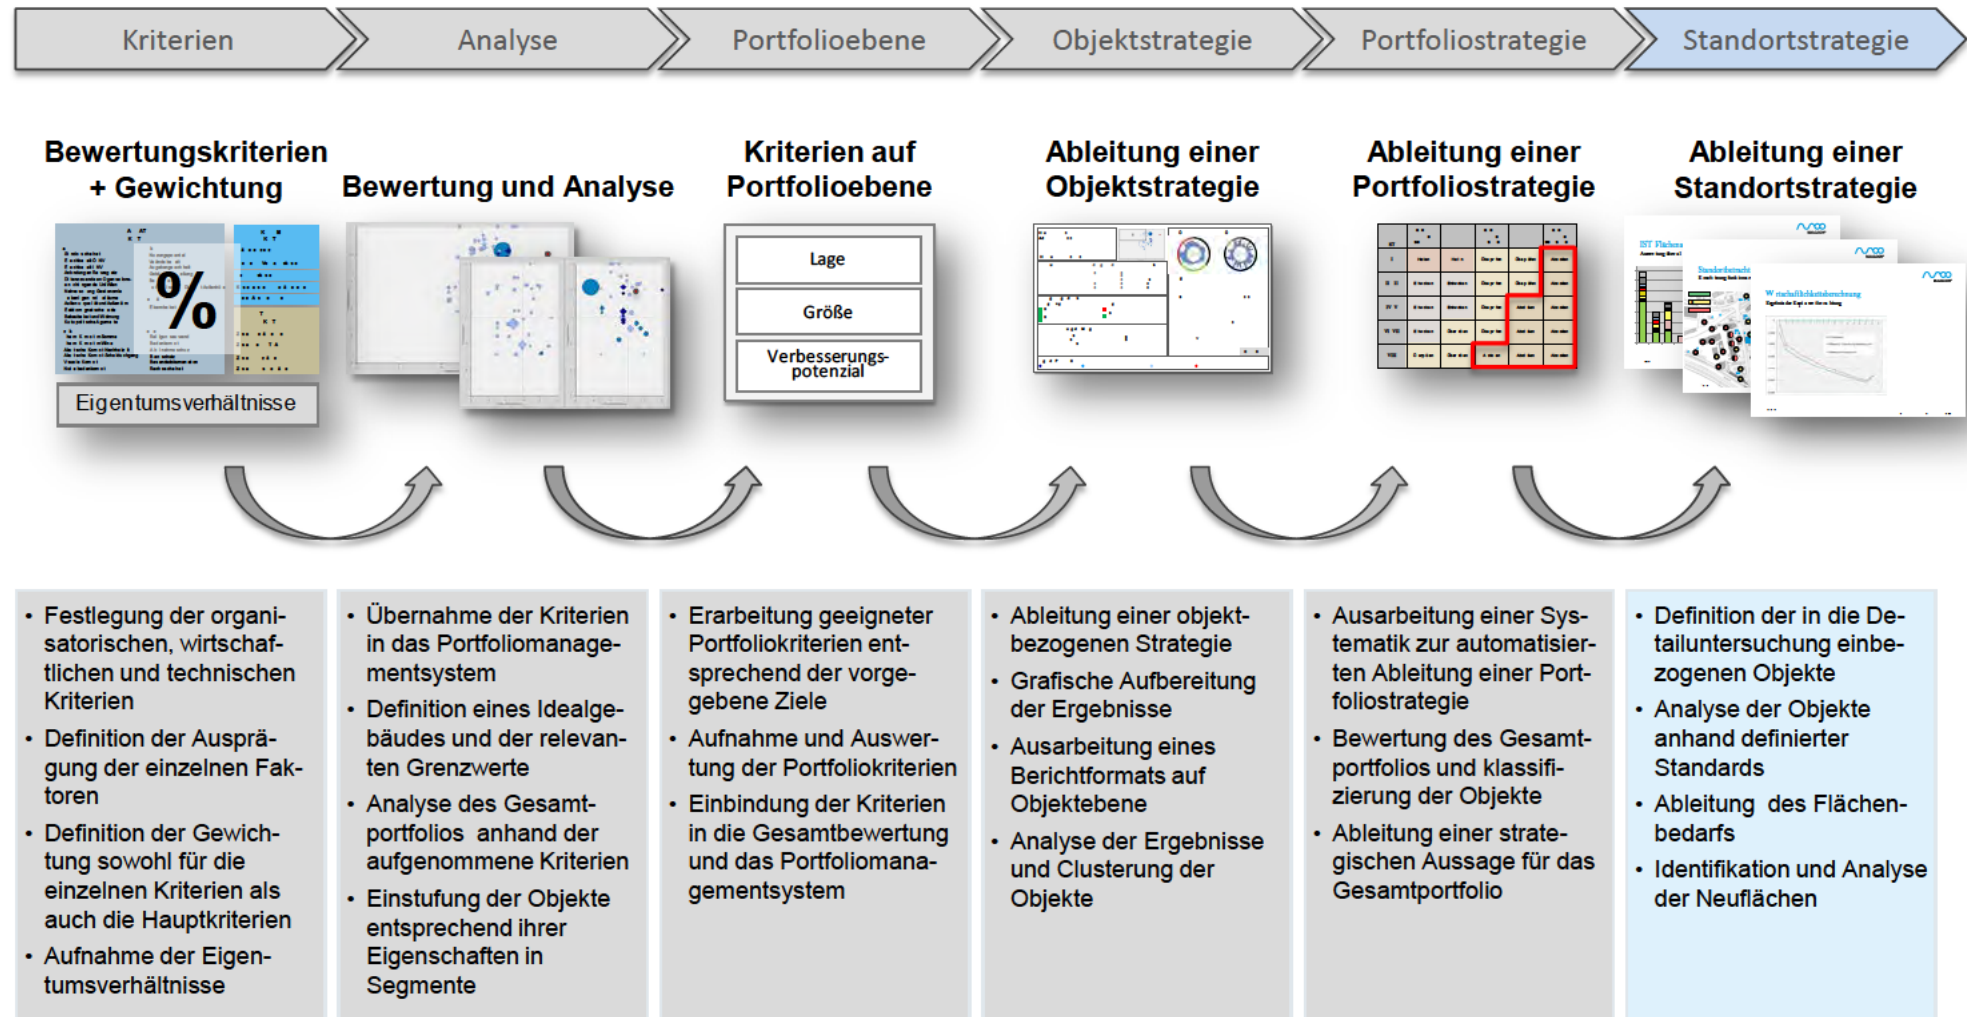 Kriterien
Analyse
Portfolioebene
Objektstrategie
Portfoliostrategie
Standortstrategie
Bewertungskriterien
+ Gewichtung
Bewertung und Analyse
Kriterien auf
Portfolioebene
Ableitung einer
Objektstrategie
Ableitung einer
Portfoliostrategie
Ableitung einer
Standortstrategie
%
Eigentumsverhältnisse
Lage
Größe
Verbesserungs-
potenzial
IST
Wirtschaftlichkeitsberechnung
• Festlegung der organi-
satorischen, wirtschaf-
tlichen und technischen
Kriterien
• Definition der Ausprä-
gung der einzelnen Fak-
toren
• Definition der Gewich-
tung sowohl für die
einzelnen Kriterien als
auch die Hauptkriterien
• Aufnahme der Eigen-
tumsverhältnisse
• Übernahme der Kriterien
in das Portfoliomanage-
mentsystem
• Definition eines Idealge-
bäudes und der relevan-
ten Grenzwerte
• Analyse des Gesamt-
portfolios anhand der
aufgenommene Kriterien
• Einstufung der Objekte
entsprechend ihrer
Eigenschaften in
Segmente
• Erarbeitung geeigneter
Portfoliokriterien ent-
sprechend der vorge-
gebene Ziele
• Aufnahme und Auswer-
tung der Portfoliokriterien
• Einbindung der Kriterien
in die Gesamtbewertung
und das Portfoliomana-
gementsystem
• Ableitung einer objekt-
bezogenen Strategie
• Grafische Aufbereitung
der Ergebnisse
• Ausarbeitung eines
Berichtformats auf
Objektebene
• Analyse der Ergebnisse
und Clusterung der
Objekte
• Ausarbeitung einer Sys-
tematik zur automatisier-
ten Ableitung einer Port-
foliostrategie
• Bewertung des Gesamt-
portfolios und klassifi-
zierung der Objekte
• Ableitung einer strate-
gischen Aussage für das
Gesamtportfolio
• Definition der in die De-
tailuntersuchung einbe-
zogenen Objekte
• Analyse der Objekte
anhand definierter
Standards
• Ableitung des Flächen-
bedarfs
• Identifikation und Analyse
der Neuflächen